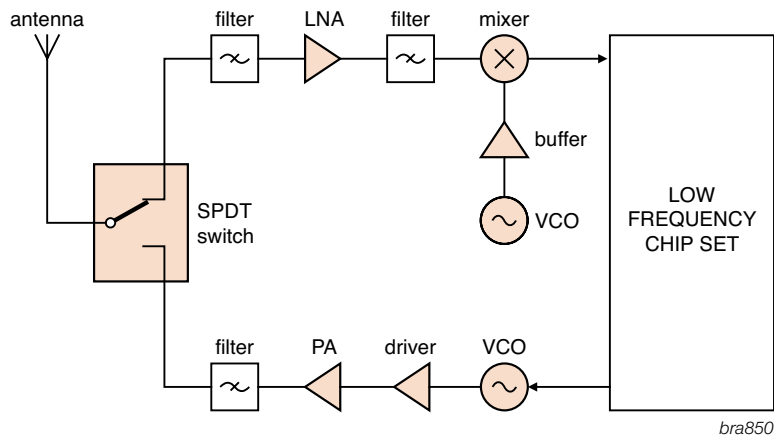 antenna
filter
LNA
filter
mixer
buffer
SPDT
switch
VCO
LOW
FREQUENCY
CHIP SET
filter
PA
driver
VCO
bra850